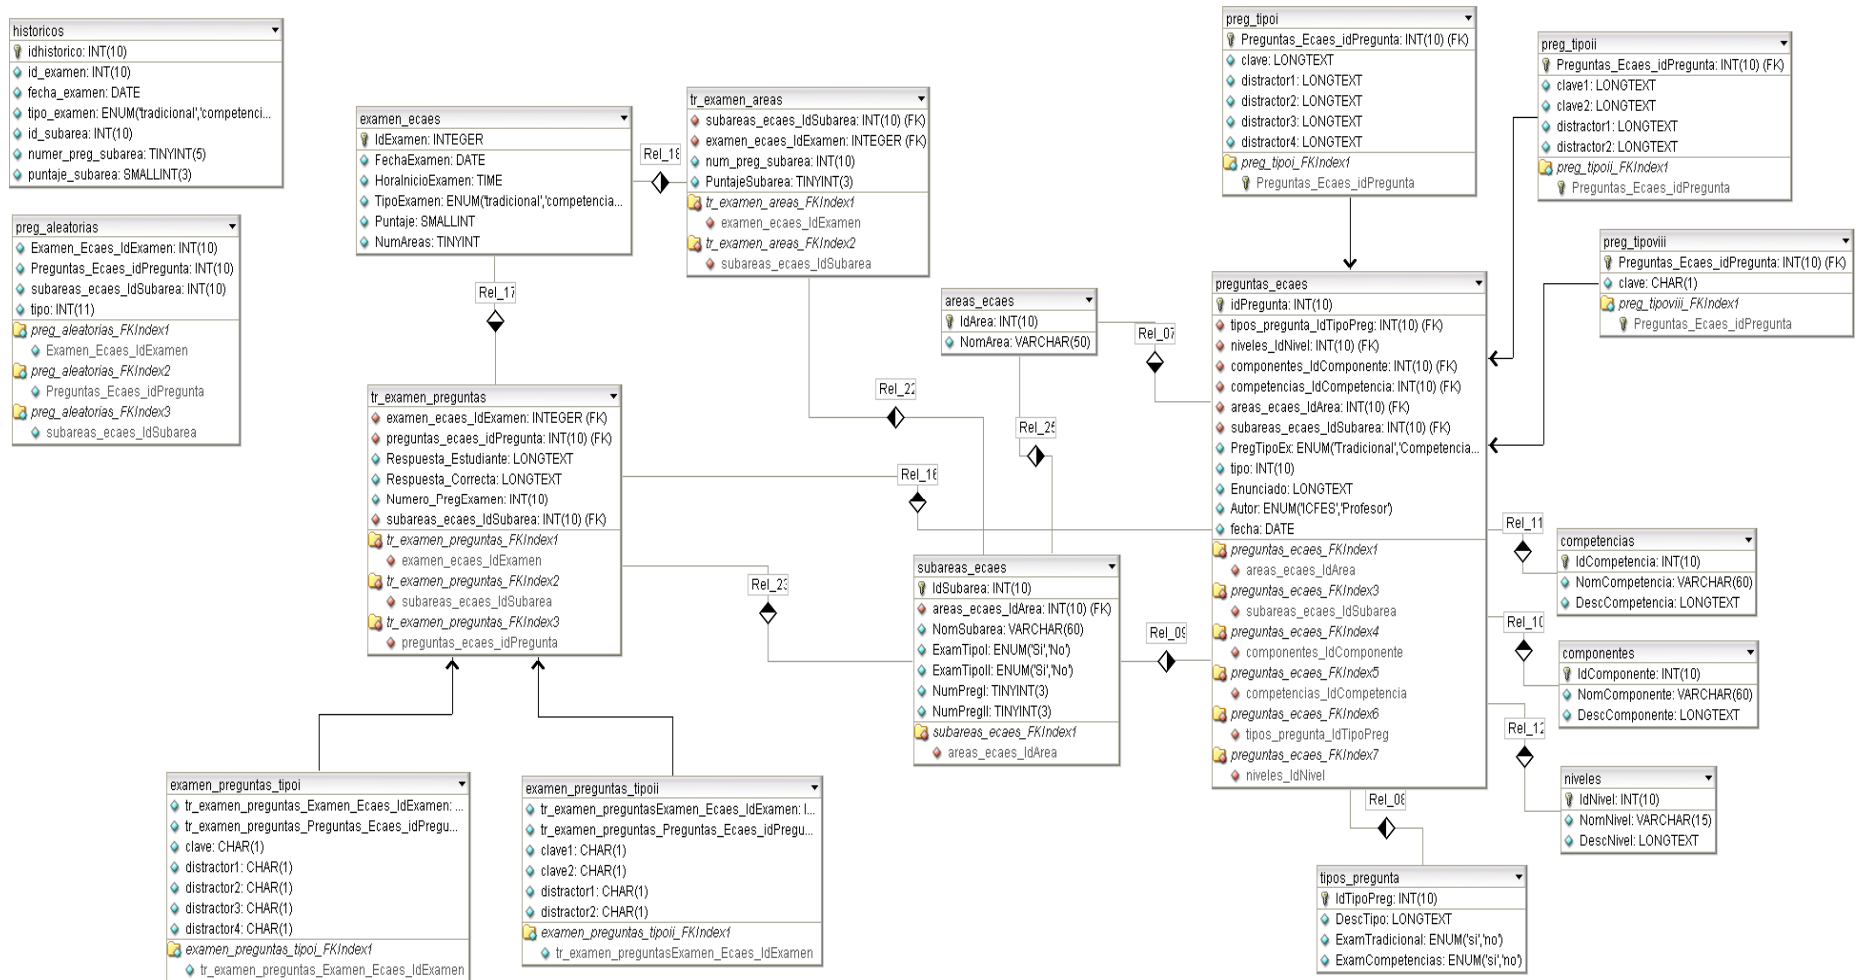 historicos
idhistorico: INT(10)
id_examen: INT(10)
fecha_examen: DATE
tipo_examen: ENUM('tradicional','competenci...
id_subarea: INT(10)
numer_preg_subarea: TINYINT(5)
puntaje_subarea: SMALLINT(3)
preg_aleatorias
Examen_Ecaes_IdExamen: INT(10)
Preguntas_Ecaes_idPregunta: INT(10)
subareas_ecaes_IdSubarea: INT(10)
tipo: INT(11)
preg_aleatorias_FKIndex1
Examen_Ecaes_IdExamen
preg_aleatorias_FKIndex2
Preguntas_Ecaes_idPregunta
preg_aleatorias_FKIndex3
subareas_ecaes_IdSubarea
examen_ecaes
IdExamen: INTEGER
FechaExamen: DATE
HoraInicioExamen: TIME
TipoExamen: ENUM('tradicional','competencia...
Puntaje: SMALLINT
NumAreas: TINYINT
Rel_18
tr_examen_areas
subareas_ecaes_IdSubarea: INT(10) (FK)
examen_ecaes_IdExamen: INTEGER (FK)
num_preg_subarea: INT(10)
PuntajeSubarea: TINYINT(3)
tr_examen_areas_FKIndex1
examen_ecaes_IdExamen
tr_examen_areas_FKIndex2
subareas_ecaes_IdSubarea
Rel_17
tr_examen_preguntas
examen_ecaes_IdExamen: INTEGER (FK)
preguntas_ecaes_idPregunta: INT(10) (FK)
Respuesta_Estudiante: LONGTEXT
Respuesta_Correcta: LONGTEXT
Numero_PregExamen: INT(10)
subareas_ecaes_IdSubarea: INT(10) (FK)
tr_examen_preguntas_FKIndex1
examen_ecaes_IdExamen
tr_examen_preguntas_FKIndex2
subareas_ecaes_IdSubarea
tr_examen_preguntas_FKIndex3
preguntas_ecaes_idPregunta
examen_preguntas_tipoi
tr_examen_preguntas_Examen_Ecaes_IdExamen: ...
tr_examen_preguntas_Preguntas_Ecaes_idPregu...
clave: CHAR(1)
distractor1: CHAR(1)
distractor2: CHAR(1)
distractor3: CHAR(1)
distractor4: CHAR(1)
examen_preguntas_tipoi_FKIndex1
tr_examen_preguntas_Examen_Ecaes_IdExamen
examen_preguntas_tipoii
tr_examen_preguntasExamen_Ecaes_IdExamen: I...
tr_examen_preguntas_Preguntas_Ecaes_idPregu...
clave1: CHAR(1)
clave2: CHAR(1)
distractor1: CHAR(1)
distractor2: CHAR(1)
examen_preguntas_tipoii_FKIndex1
tr_examen_preguntasExamen_Ecaes_IdExamen
areas_ecaes
IdArea: INT(10)
NomArea: VARCHAR(50)
Rel_07
Rel_22
Rel_25
Rel_16
Rel_23
subareas_ecaes
IdSubarea: INT(10)
areas_ecaes_IdArea: INT(10) (FK)
NomSubarea: VARCHAR(60)
ExamTipoI: ENUM('Si','No')
ExamTipoII: ENUM('Si','No')
NumPregI: TINYINT(3)
NumPregII: TINYINT(3)
subareas_ecaes_FKIndex1
areas_ecaes_IdArea
Rel_09
preg_tipoi
Preguntas_Ecaes_idPregunta: INT(10) (FK)
clave: LONGTEXT
distractor1: LONGTEXT
distractor2: LONGTEXT
distractor3: LONGTEXT
distractor4: LONGTEXT
preg_tipoi_FKIndex1
Preguntas_Ecaes_idPregunta
preg_tipoii
Preguntas_Ecaes_idPregunta: INT(10) (FK)
clave1: LONGTEXT
clave2: LONGTEXT
distractor1: LONGTEXT
distractor2: LONGTEXT
preg_tipoii_FKIndex1
Preguntas_Ecaes_idPregunta
preg_tipoviii
Preguntas_Ecaes_idPregunta: INT(10) (FK)
clave: CHAR(1)
preg_tipoviii_FKIndex1
Preguntas_Ecaes_idPregunta
preguntas_ecaes
idPregunta: INT(10)
tipos_pregunta_IdTipoPreg: INT(10) (FK)
niveles_IdNivel: INT(10) (FK)
componentes_IdComponente: INT(10) (FK)
competencias_IdCompetencia: INT(10) (FK)
areas_ecaes_IdArea: INT(10) (FK)
subareas_ecaes_IdSubarea: INT(10) (FK)
PregTipoEx: ENUM('Tradicional','Competencia...
tipo: INT(10)
Enunciado: LONGTEXT
Autor: ENUM('ICFES','Profesor')
fecha: DATE
preguntas_ecaes_FKIndex1
areas_ecaes_IdArea
preguntas_ecaes_FKIndex3
subareas_ecaes_IdSubarea
preguntas_ecaes_FKIndex4
componentes_IdComponente
preguntas_ecaes_FKIndex5
competencias_IdCompetencia
preguntas_ecaes_FKIndex6
tipos_pregunta_IdTipoPreg
preguntas_ecaes_FKIndex7
niveles_IdNivel
Rel_11
competencias
IdCompetencia: INT(10)
NomCompetencia: VARCHAR(60)
DescCompetencia: LONGTEXT
Rel_10
componentes
IdComponente: INT(10)
NomComponente: VARCHAR(60)
DescComponente: LONGTEXT
Rel_12
niveles
IdNivel: INT(10)
NomNivel: VARCHAR(15)
DescNivel: LONGTEXT
Rel_08
tipos_pregunta
IdTipoPreg: INT(10)
DescTipo: LONGTEXT
ExamTradicional: ENUM('si','no')
ExamCompetencias: ENUM('si','no')